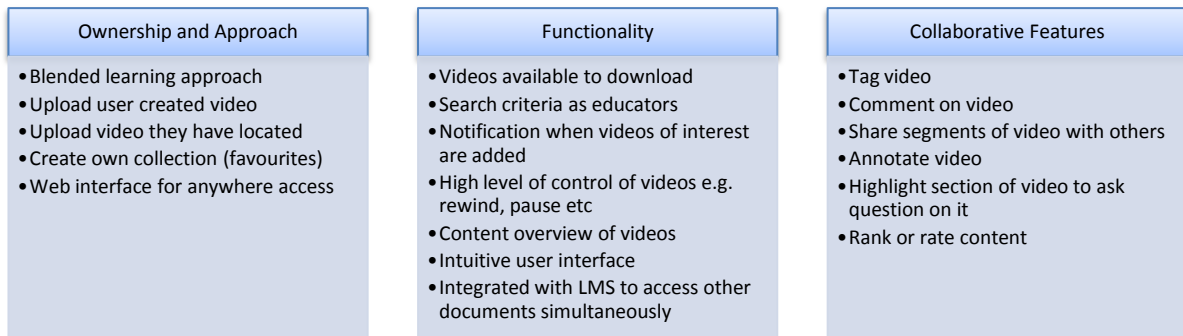 Ownership and Approach
•Blended learning approach
•Upload user created video
•Upload video they have located
•Create own collection (favourites)
•Web interface for anywhere access
Functionality
•Videos available to download
•Search criteria as educators
•Notification when videos of interest
are added
•High level of control of videos e.g.
rewind, pause etc
•Content overview of videos
•Intuitive user interface
•Integrated with LMS to access other
documents simultaneously
Collaborative Features
•Tag video
•Comment on video
•Share segments of video with others
•Annotate video
•Highlight section of video to ask
question on it
•Rank or rate content